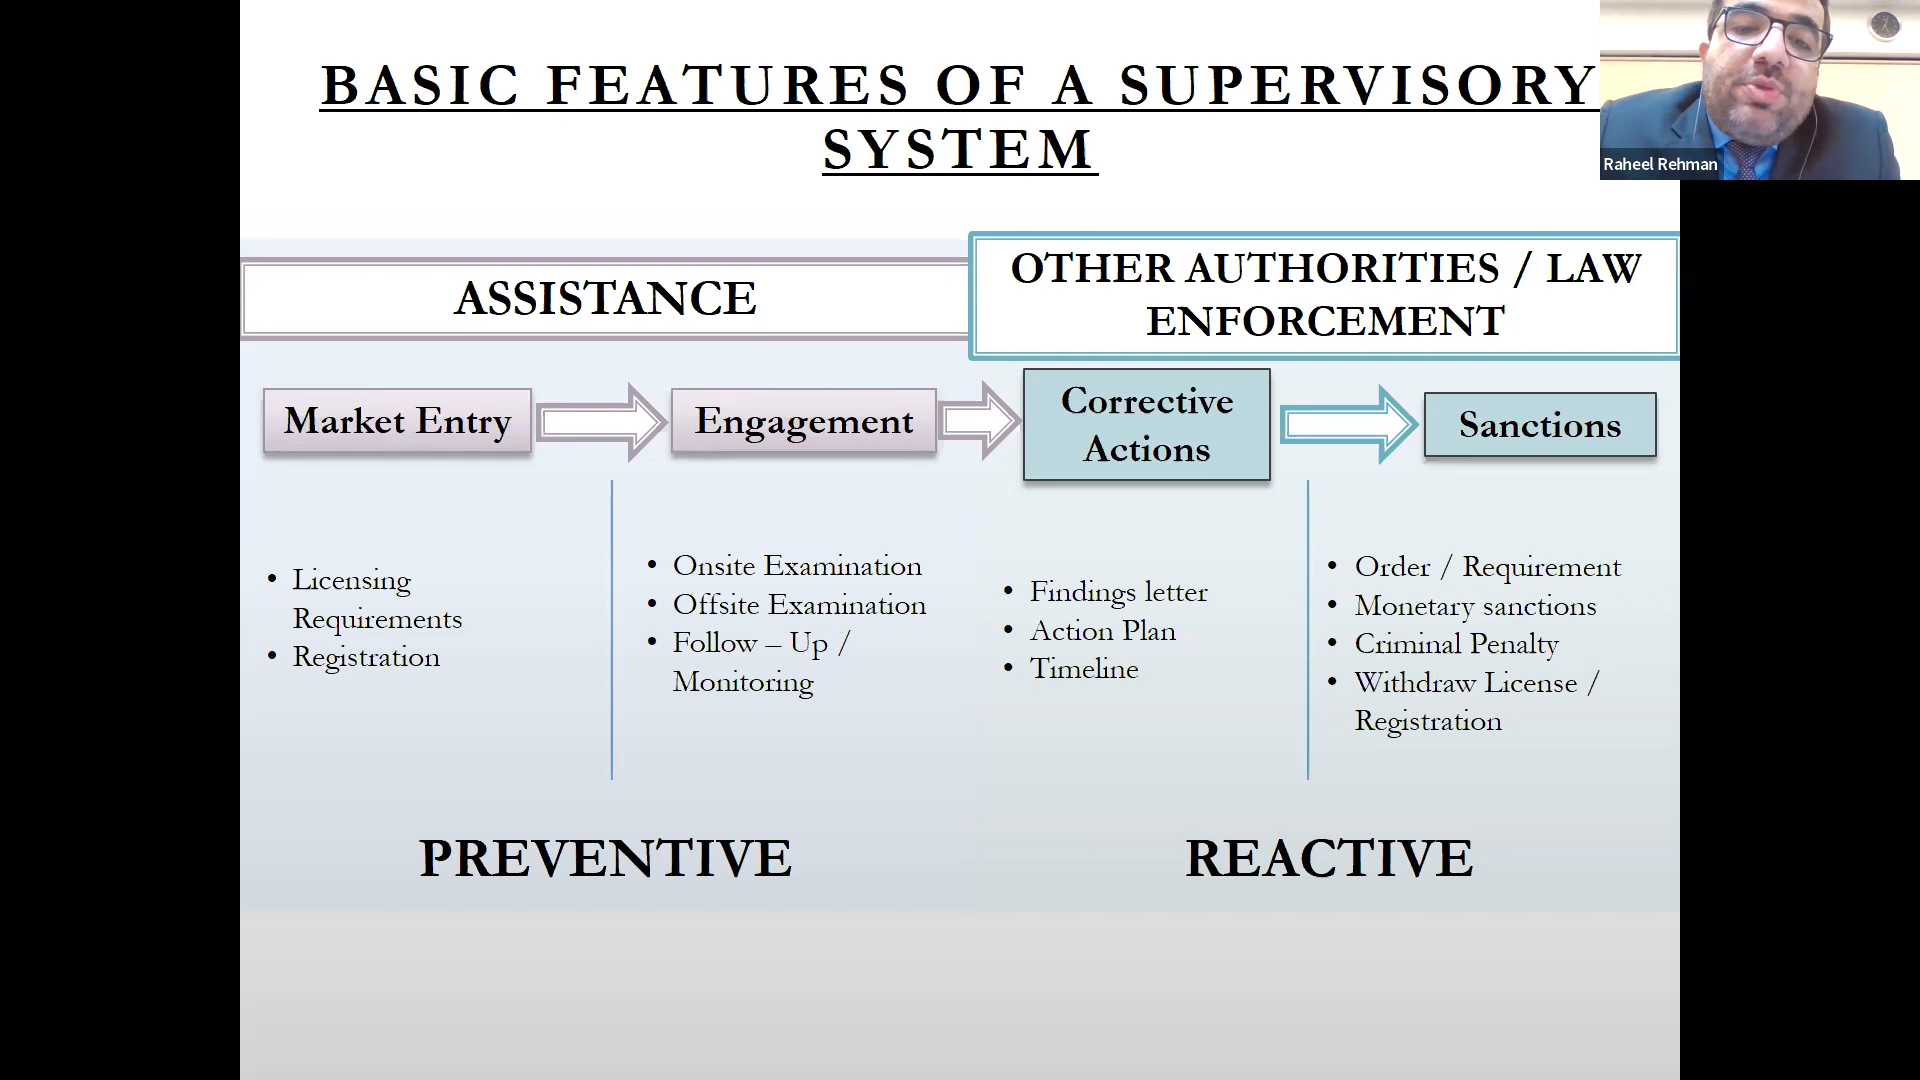 BASIC FEATURES OF A SUPERVISORY
SYSTEM
Raheel Rehman
ASSISTANCE
OTHER AUTHORITIES / LAW
ENFORCEMENT
Market Entry
Engagement
Corrective
Actions
Sanctions
• Licensing
Requirements
• Registration
• Onsite Examination
• Offsite Examination
• Follow – Up /
Monitoring
• Findings letter
• Action Plan
• Timeline
• Order / Requirement
• Monetary sanctions
• Criminal Penalty
• Withdraw License /
Registration
PREVENTIVE
REACTIVE